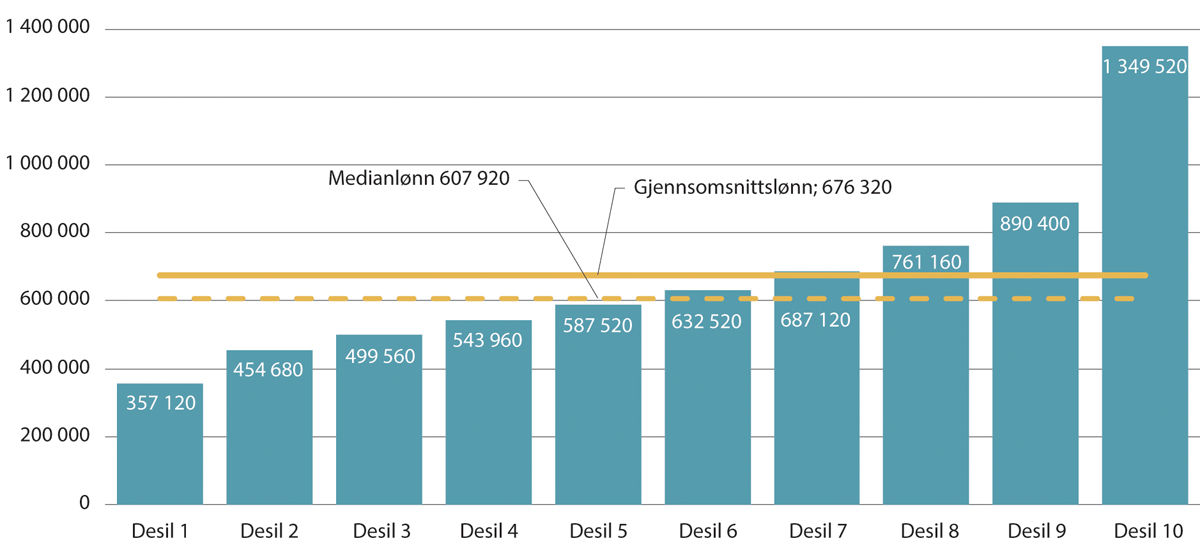 1 400 000
1 200 000
1 000 000
800 000
600 000
400 000
200 000
0
Medianlønn 607 920
Gjennsomsnittslønn; 676 320
357 120
454 680
499 560
543 960
587 520
632 520
687 120
761 160
890 400
1 349 520
Desil 1
Desil 2
Desil 3
Desil 4
Desil 5
Desil 6
Desil 7
Desil 8
Desil 9
Desil 10